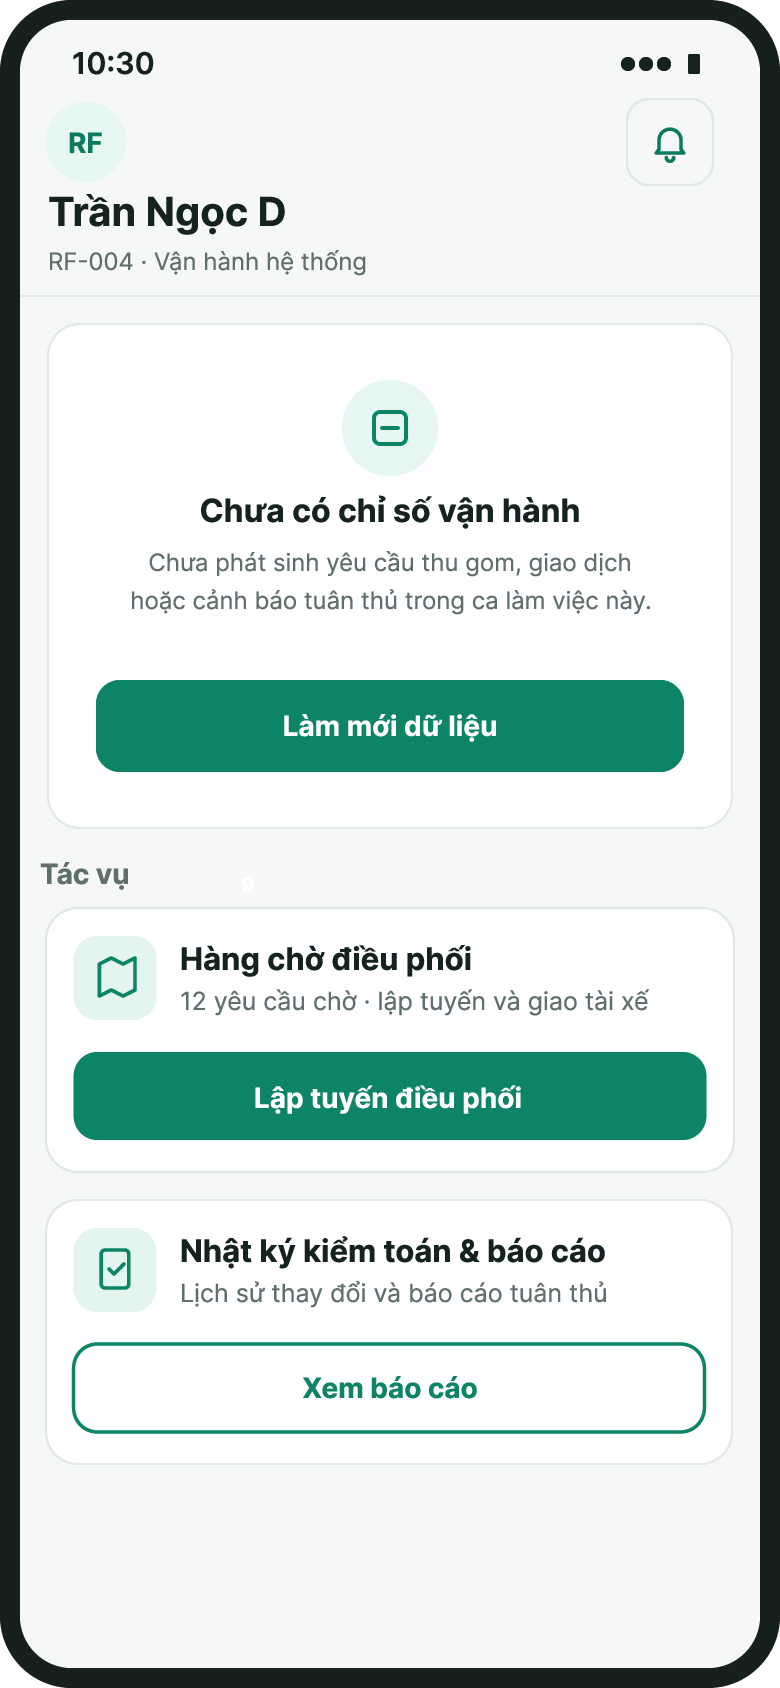 10:30
RF
Trần Ngọc D
RF-004 · Vận hành hệ thống
Chưa có chỉ số vận hành
Chưa phát sinh yêu cầu thu gom, giao dịch
hoặc cảnh báo tuân thủ trong ca làm việc này.
Làm mới dữ liệu
Tác vụ
9
Hàng chờ điều phối
12 yêu cầu chờ · lập tuyến và giao tài xế
Lập tuyến điều phối
Nhật ký kiểm toán & báo cáo
Lịch sử thay đổi và báo cáo tuân thủ
Xem báo cáo